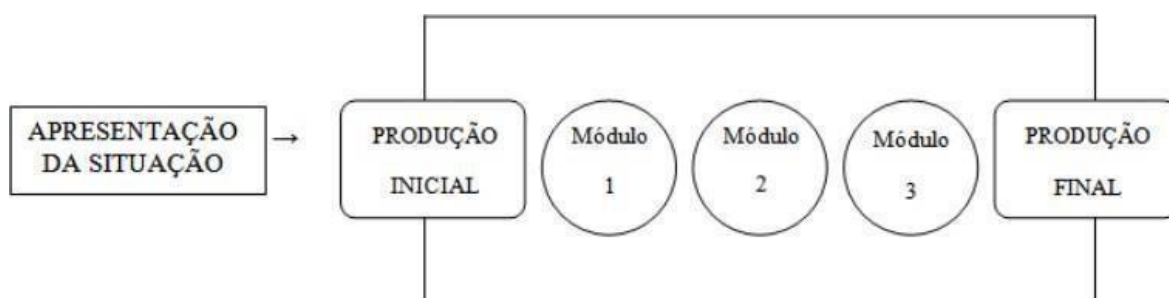 APRESENTAÇÃO
DA SITUAÇÃO
→
PRODUÇÃO
INICIAL
Módulo
1
Módulo
2
Módulo
3
PRODUÇÃO
FINAL